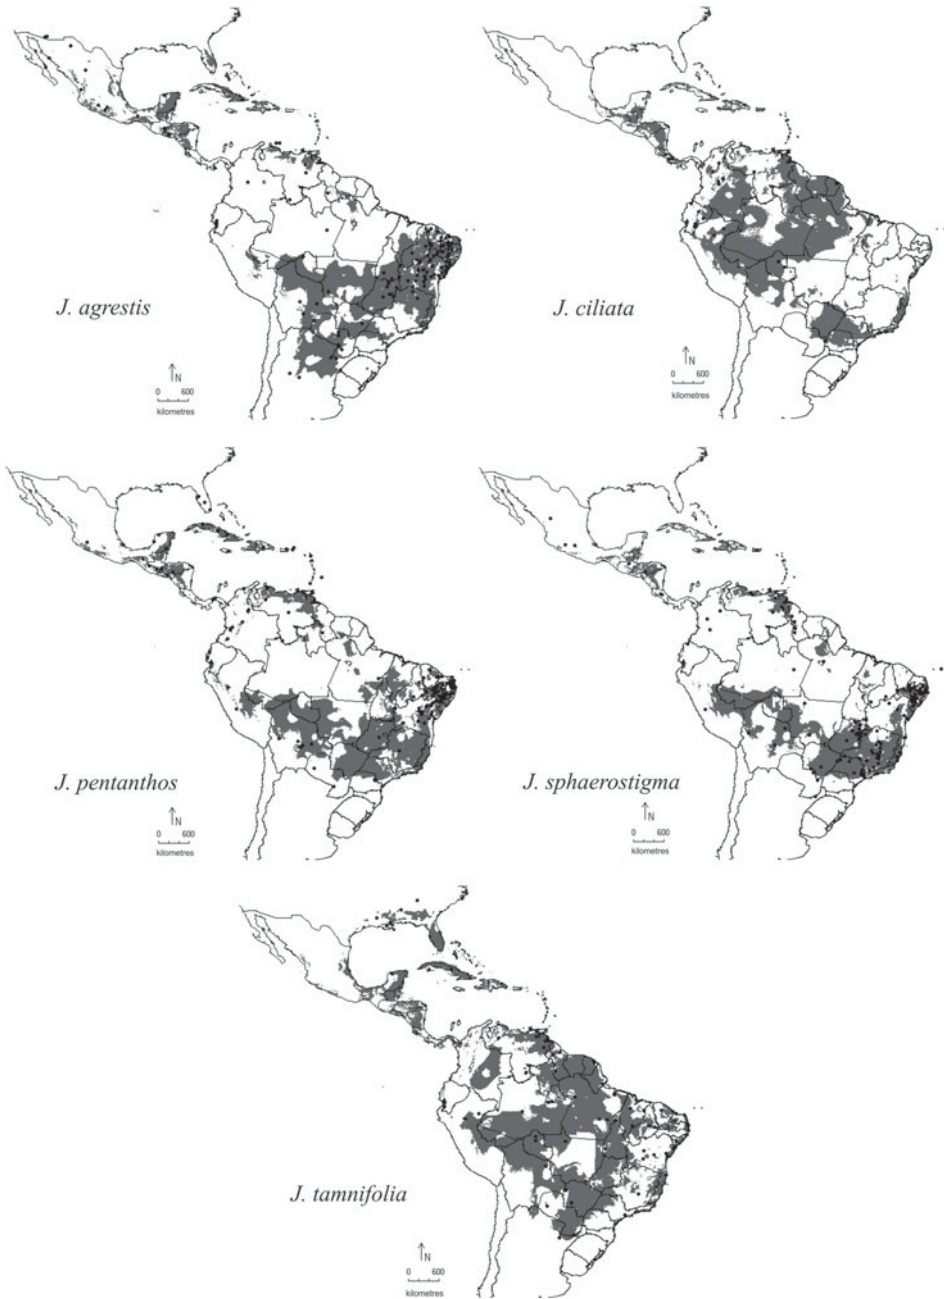 J. agrestis
N
0 600
kilometres
J. ciliata
N
0 600
kilometres
J. pentanthos
N
0 600
kilometres
J. sphaerostigma
N
0 600
kilometres
J. tamnifolia
N
0 600
kilometres